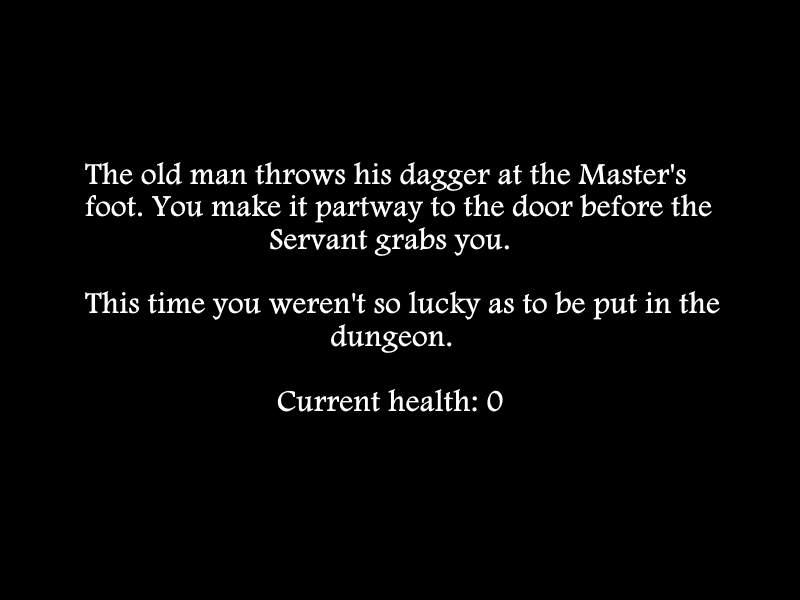 The old man throws his dagger at the Master's
foot. You make it partway to the door before the
Servant grabs you.
This time you weren't so lucky as to be put in the
dungeon.
Current health: 0